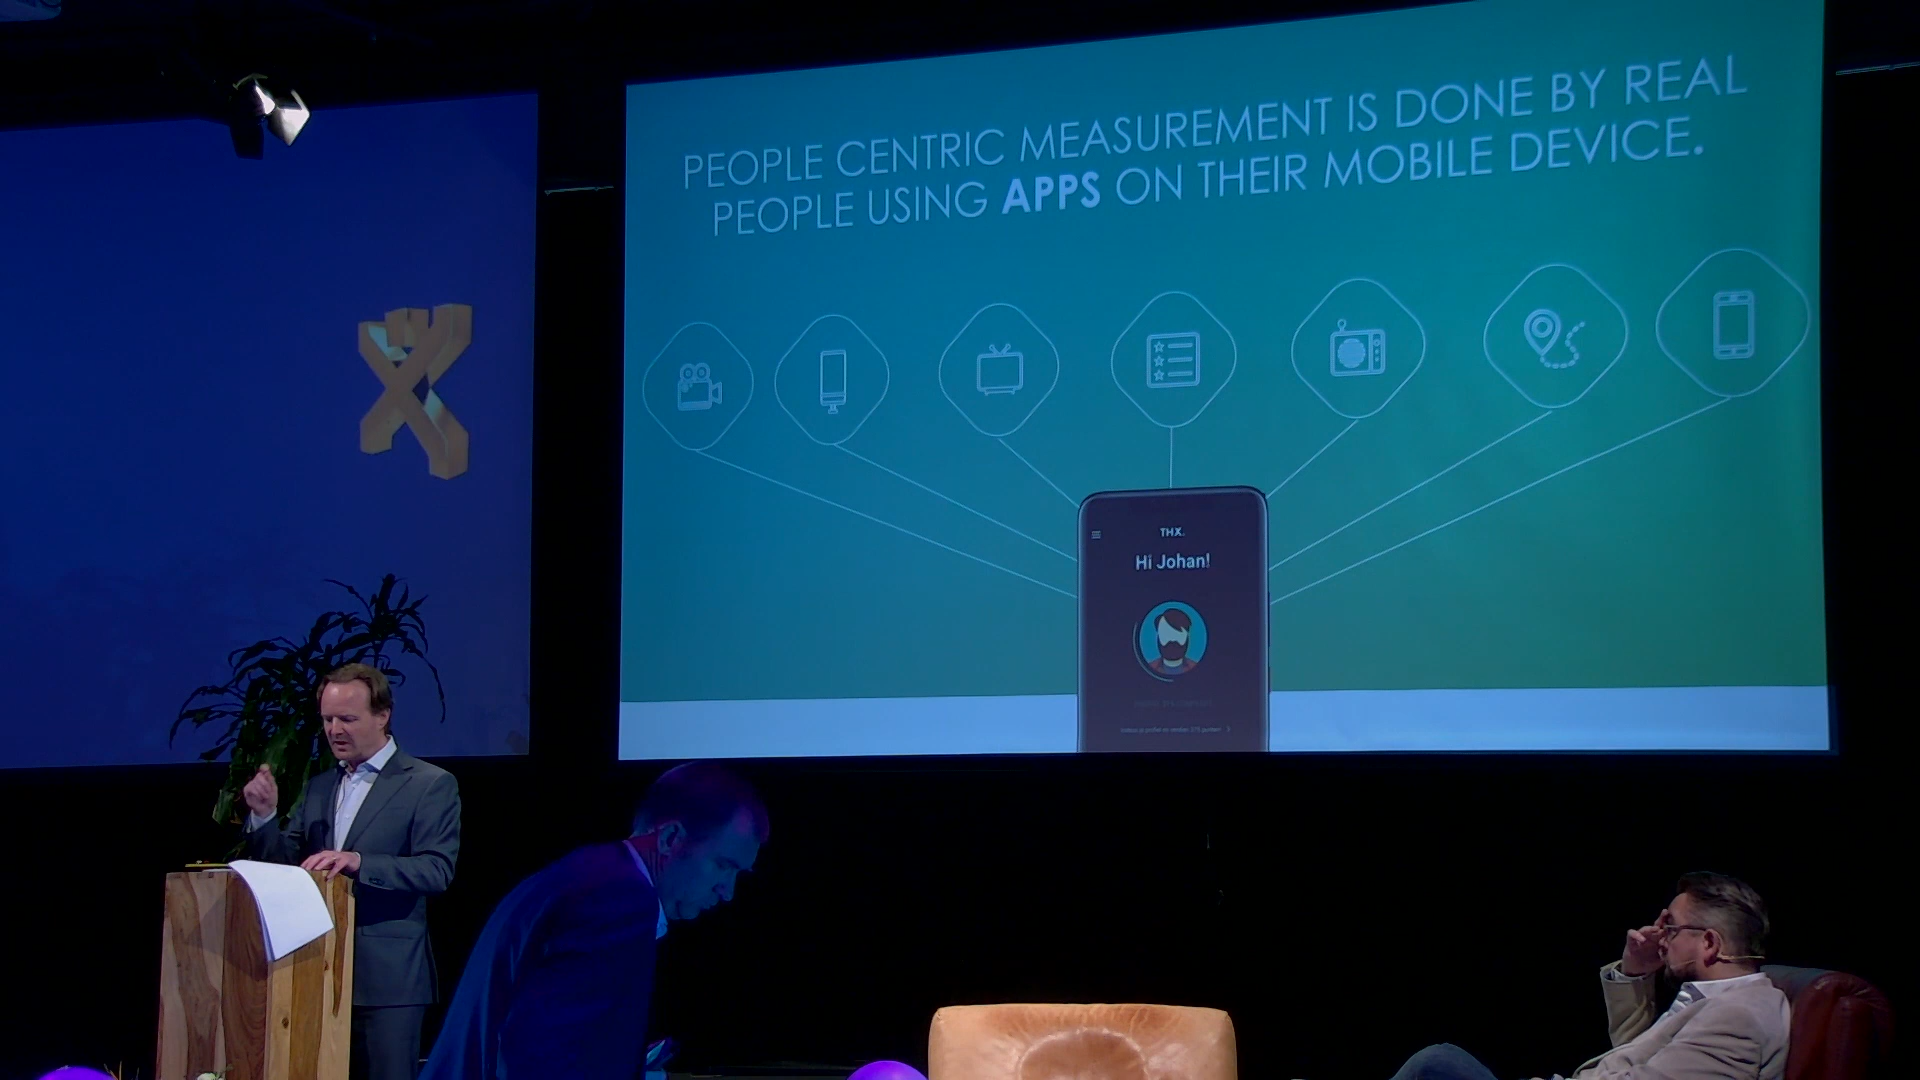 PEOPLE CENTRIC MEASUREMENT IS DONE BY REAL
PEOPLE USING APPS ON THEIR MOBILE DEVICE.
THX.
Hi Johan!